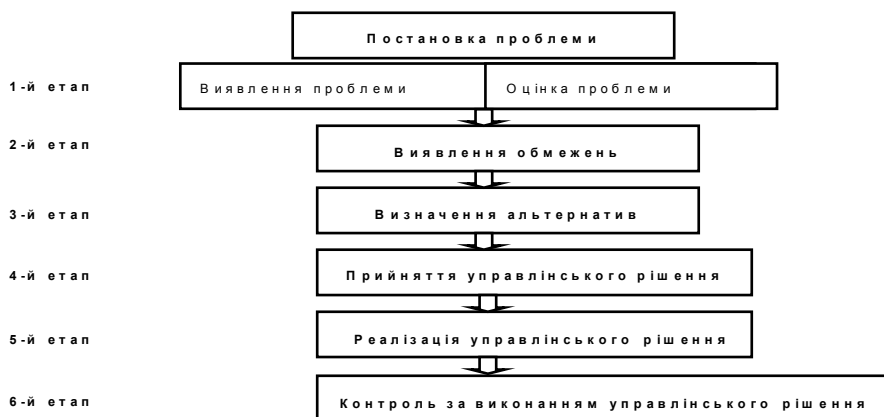 Постановка проблеми
1-й етап
Виявлення проблеми
Оцінка проблеми
2-й етап
Виявлення обмежень
3-й етап
Визначення альтернатив
4-й етап
Прийняття управлінського рішення
5-й етап
Реалізація управлінського рішення
6-й етап
Контроль за виконанням управлінського рішення